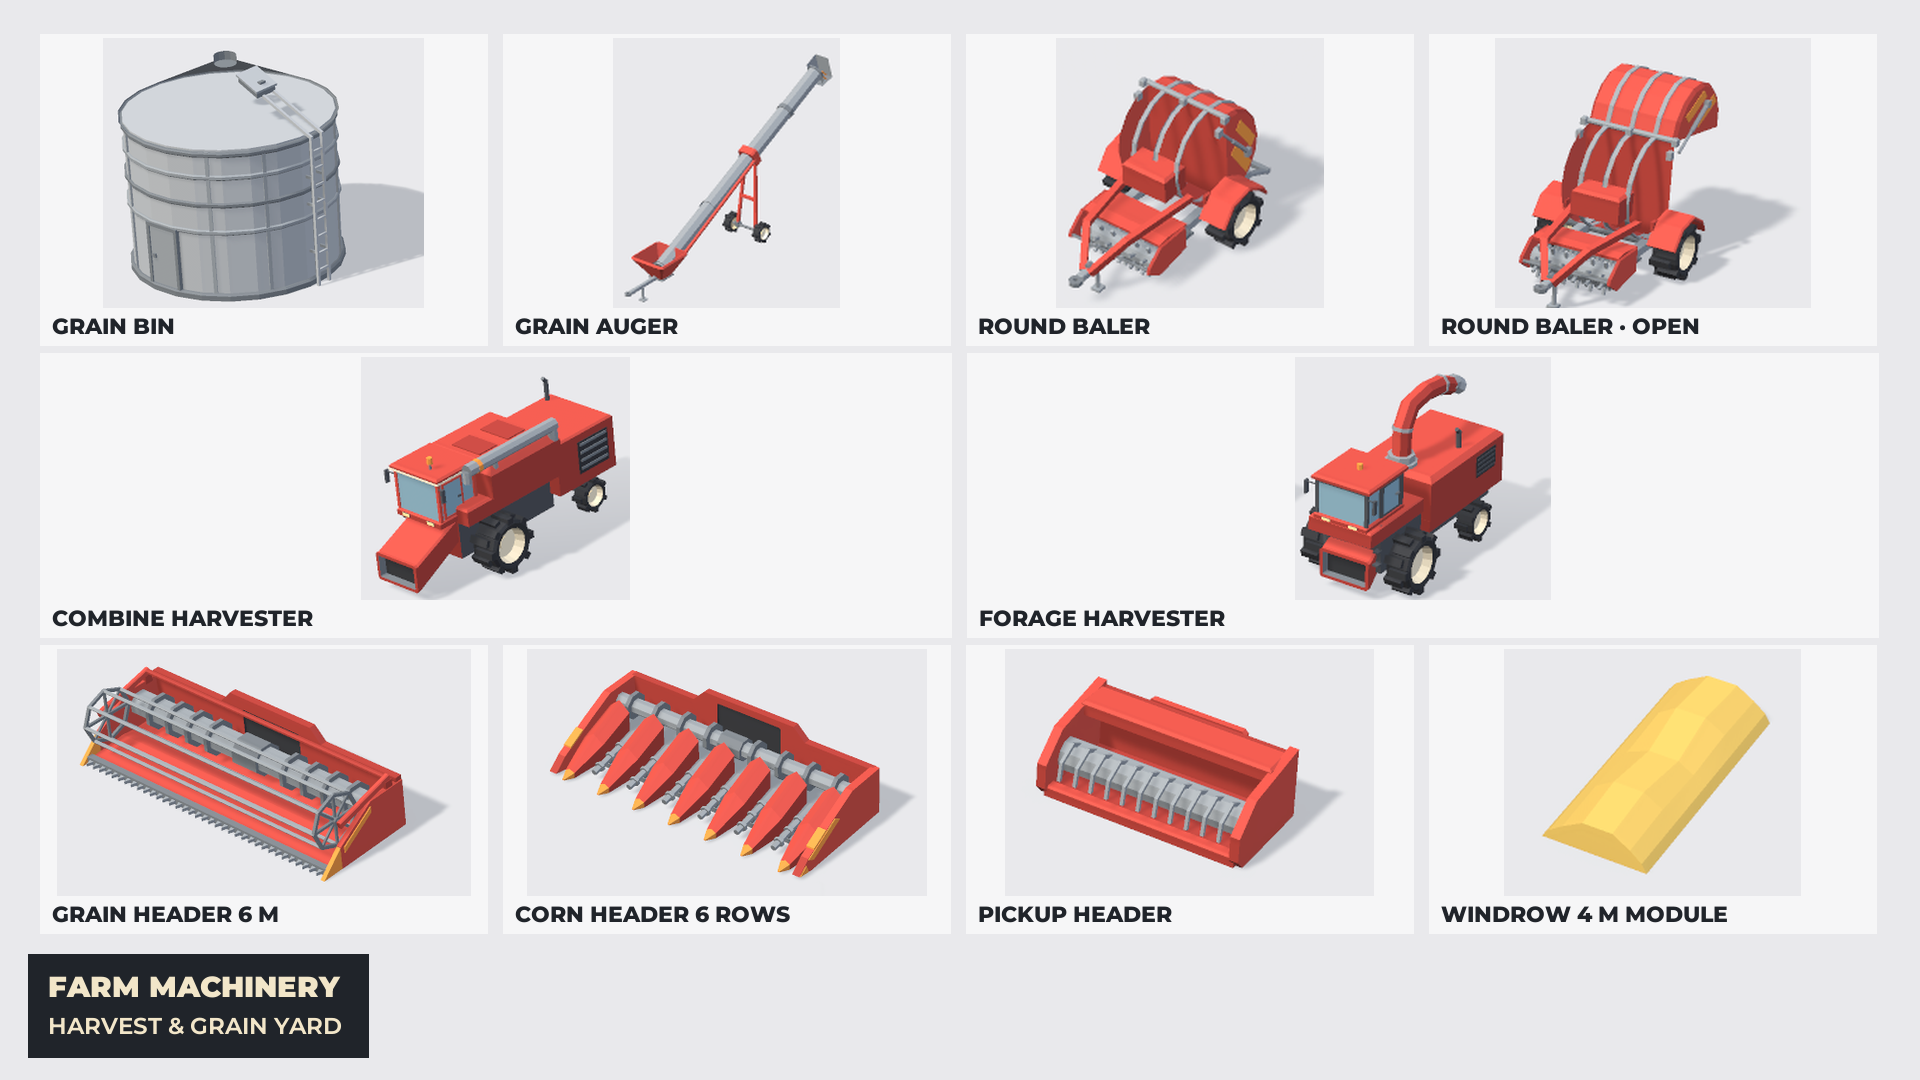 GRAIN BIN
GRAIN AUGER
ROUND BALER
ROUND BALER · OPEN
COMBINE HARVESTER
FORAGE HARVESTER
GRAIN HEADER 6 M
CORN HEADER 6 ROWS
PICKUP HEADER
WINDROW 4 M MODULE
FARM MACHINERY
HARVEST & GRAIN YARD